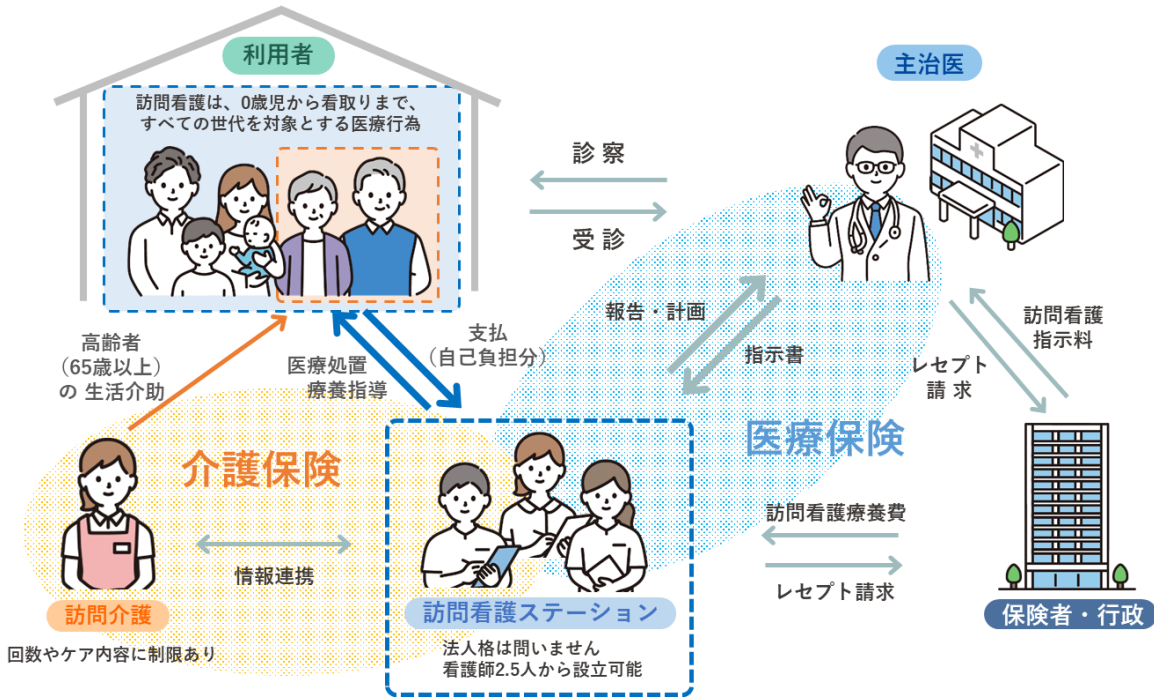 利用者
訪問看護は、0歳児から看取りまで、
すべての世代を対象とする医療行為
主治医
診 察
受 診
報告・計画
指示書
訪問看護
指示料
レセプト
請 求
高齢者
（65歳以上）
の 生活介助
医療処置
療養指導
支払
（自己負担分）
介護保険
医療保険
訪問看護療養費
レセプト請求
情報連携
訪問介護
回数やケア内容に制限あり
訪問看護ステーション
法人格は問いません
看護師2.5人から設立可能
保険者・行政